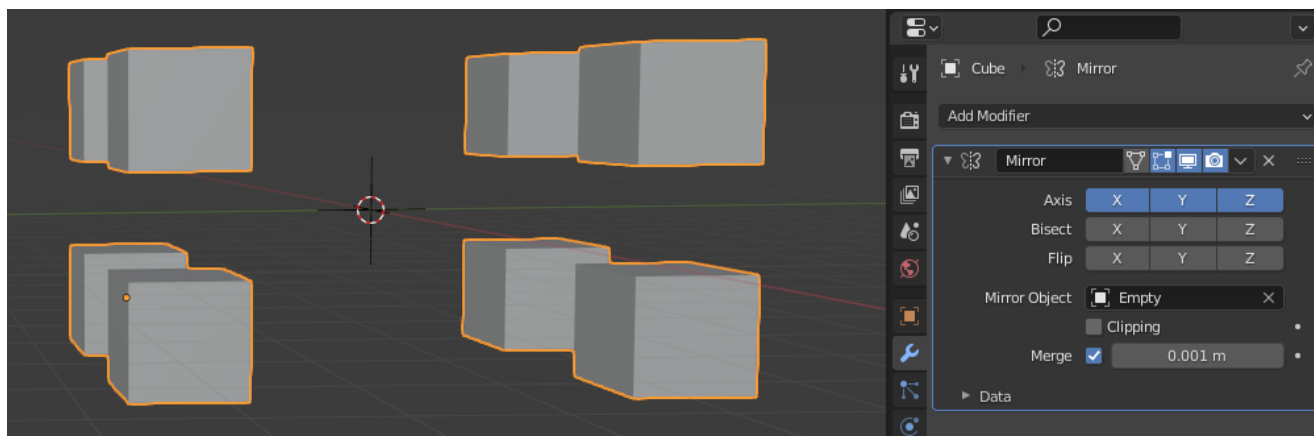 Cube Mirror
Add Modifier
Mirror
Axis X Y Z
Bisect X Y Z
Flip X Y Z
Mirror Object Empty
Clipping
Merge 0.001 m
Data